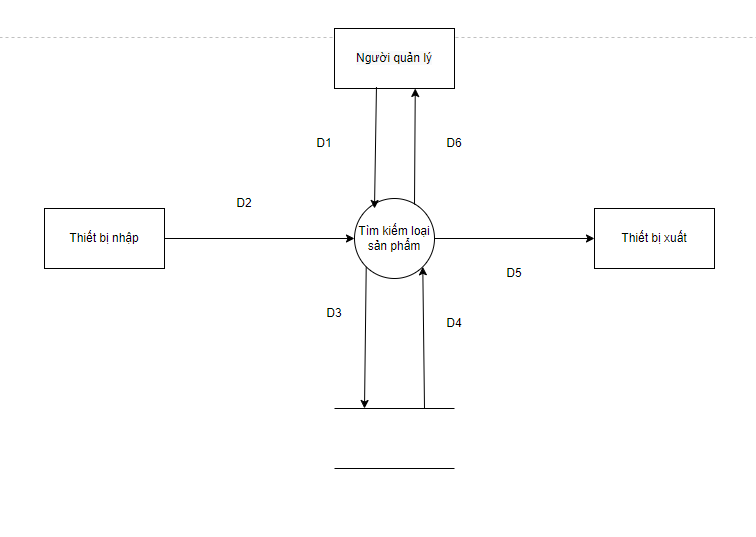 Người quản lý
D1
D6
D2
Thiết bị nhập
Tìm kiếm loại
sản phẩm
Thiết bị xuất
D5
D3
D4